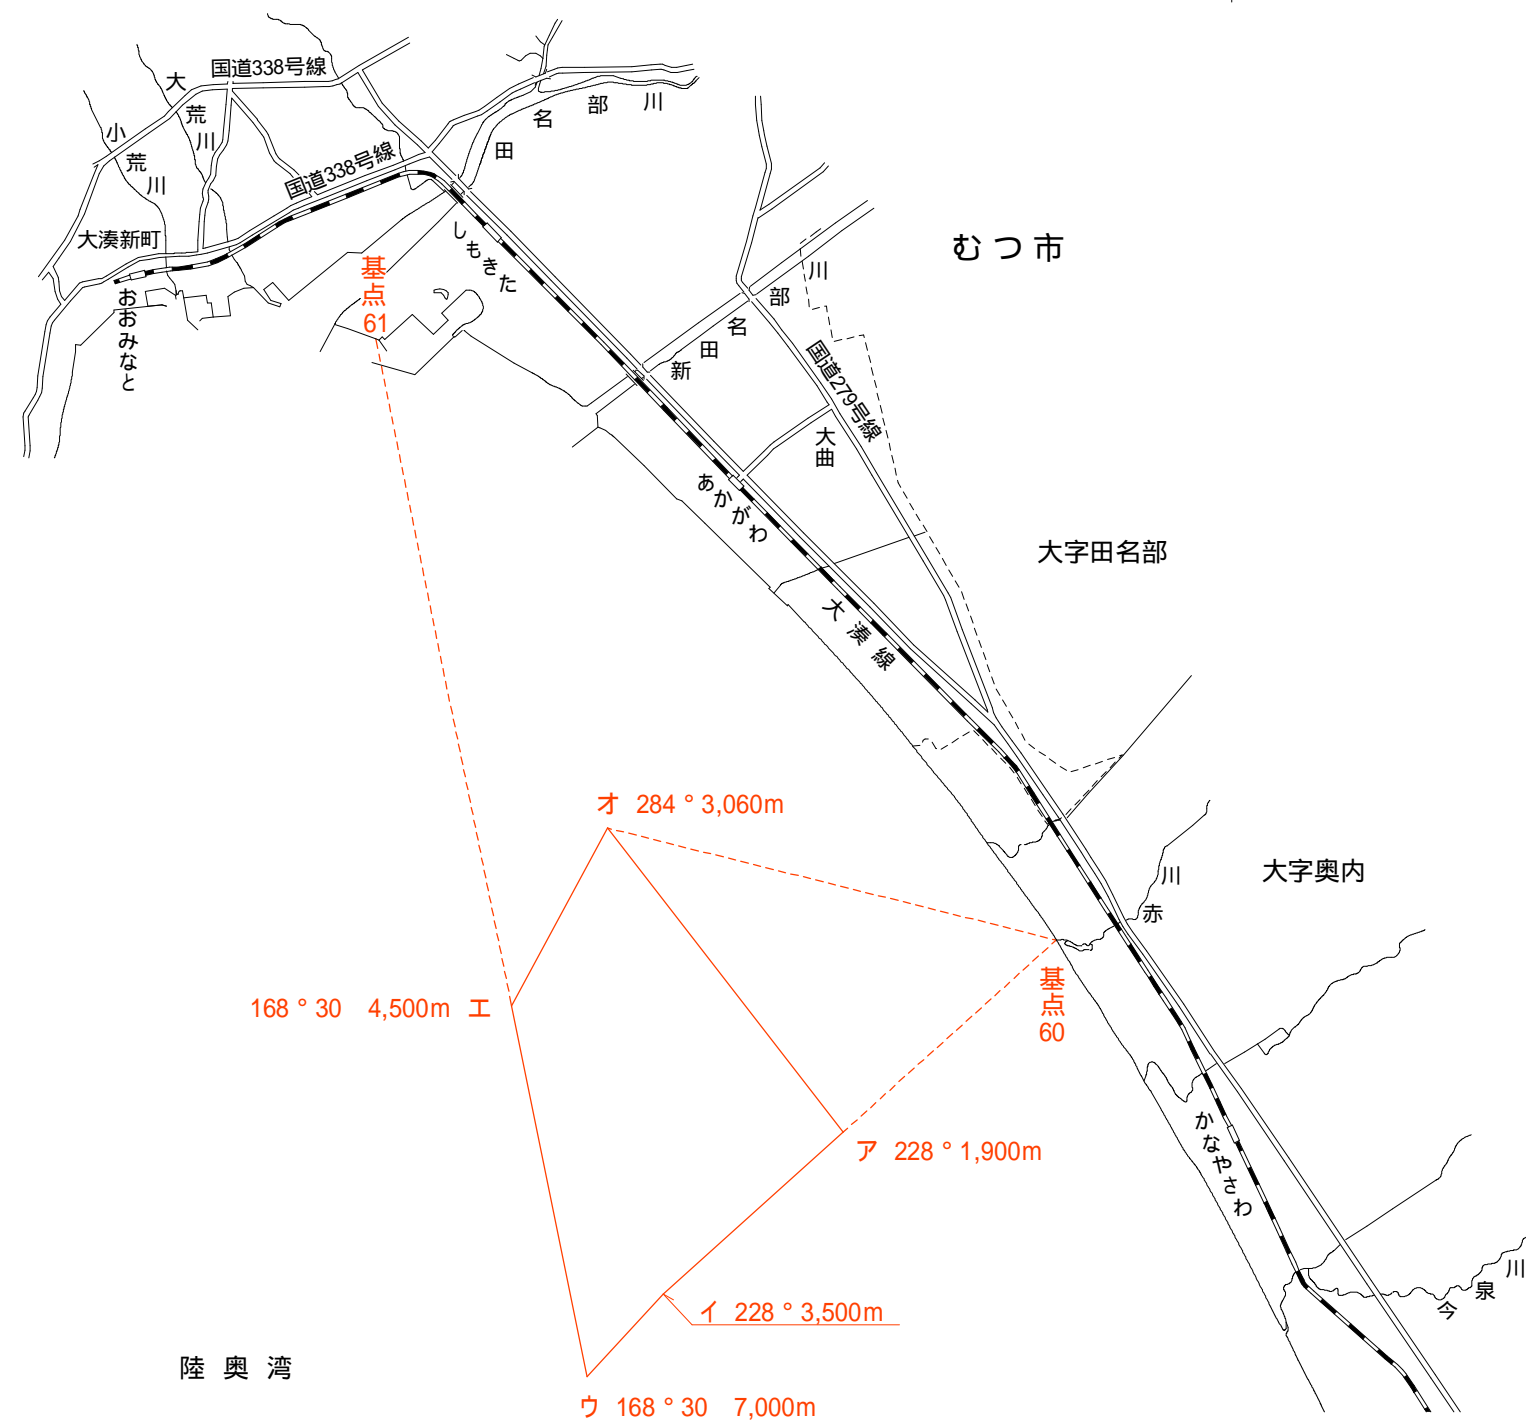 国道338号線
大荒川
小荒川
田名部川
国道338号線
大湊新町
おおみなと
しもきた
基点
61
むつ市
新田名部川
国道279号線
大曲
あかがわ
大字田名部
大湊線
オ 284°3,060m
大字奥内
赤川
168°30 4,500m エ
基点
60
ア 228°1,900m
かなやさわ
イ 228°3,500m
今泉川
陸奥湾
ウ 168°30 7,000m